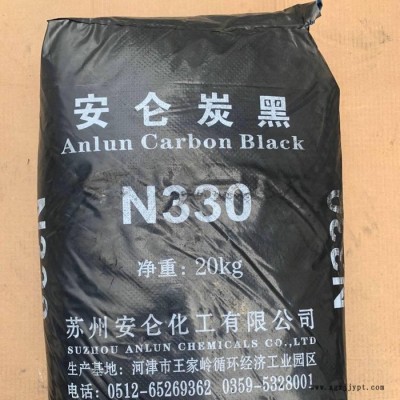 安仑炭黑
Anlun Carbon Black
N330
净重：20kg
苏州安仑化工有限公司
SUZHOU ANLUN CHEMICALS CO.,LTD
生产基地：河津市王家岭循环经济工业园区
电话：0512-65269362 0359-5328001
N330